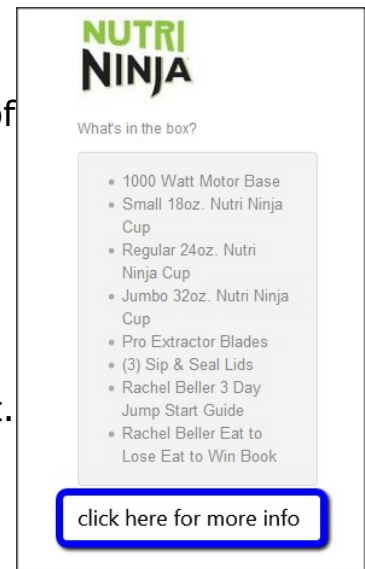 NUTRI
NINJA
of
What's in the box?
• 1000 Watt Motor Base
• Small 18oz. Nutri Ninja
Cup
• Regular 24oz. Nutri
Ninja Cup
• Jumbo 32oz. Nutri Ninja
Cup
• Pro Extractor Blades
• (3) Sip & Seal Lids
• Rachel Beller 3 Day
Jump Start Guide
t.
• Rachel Beller Eat to
Lose Eat to Win Book
click here for more info